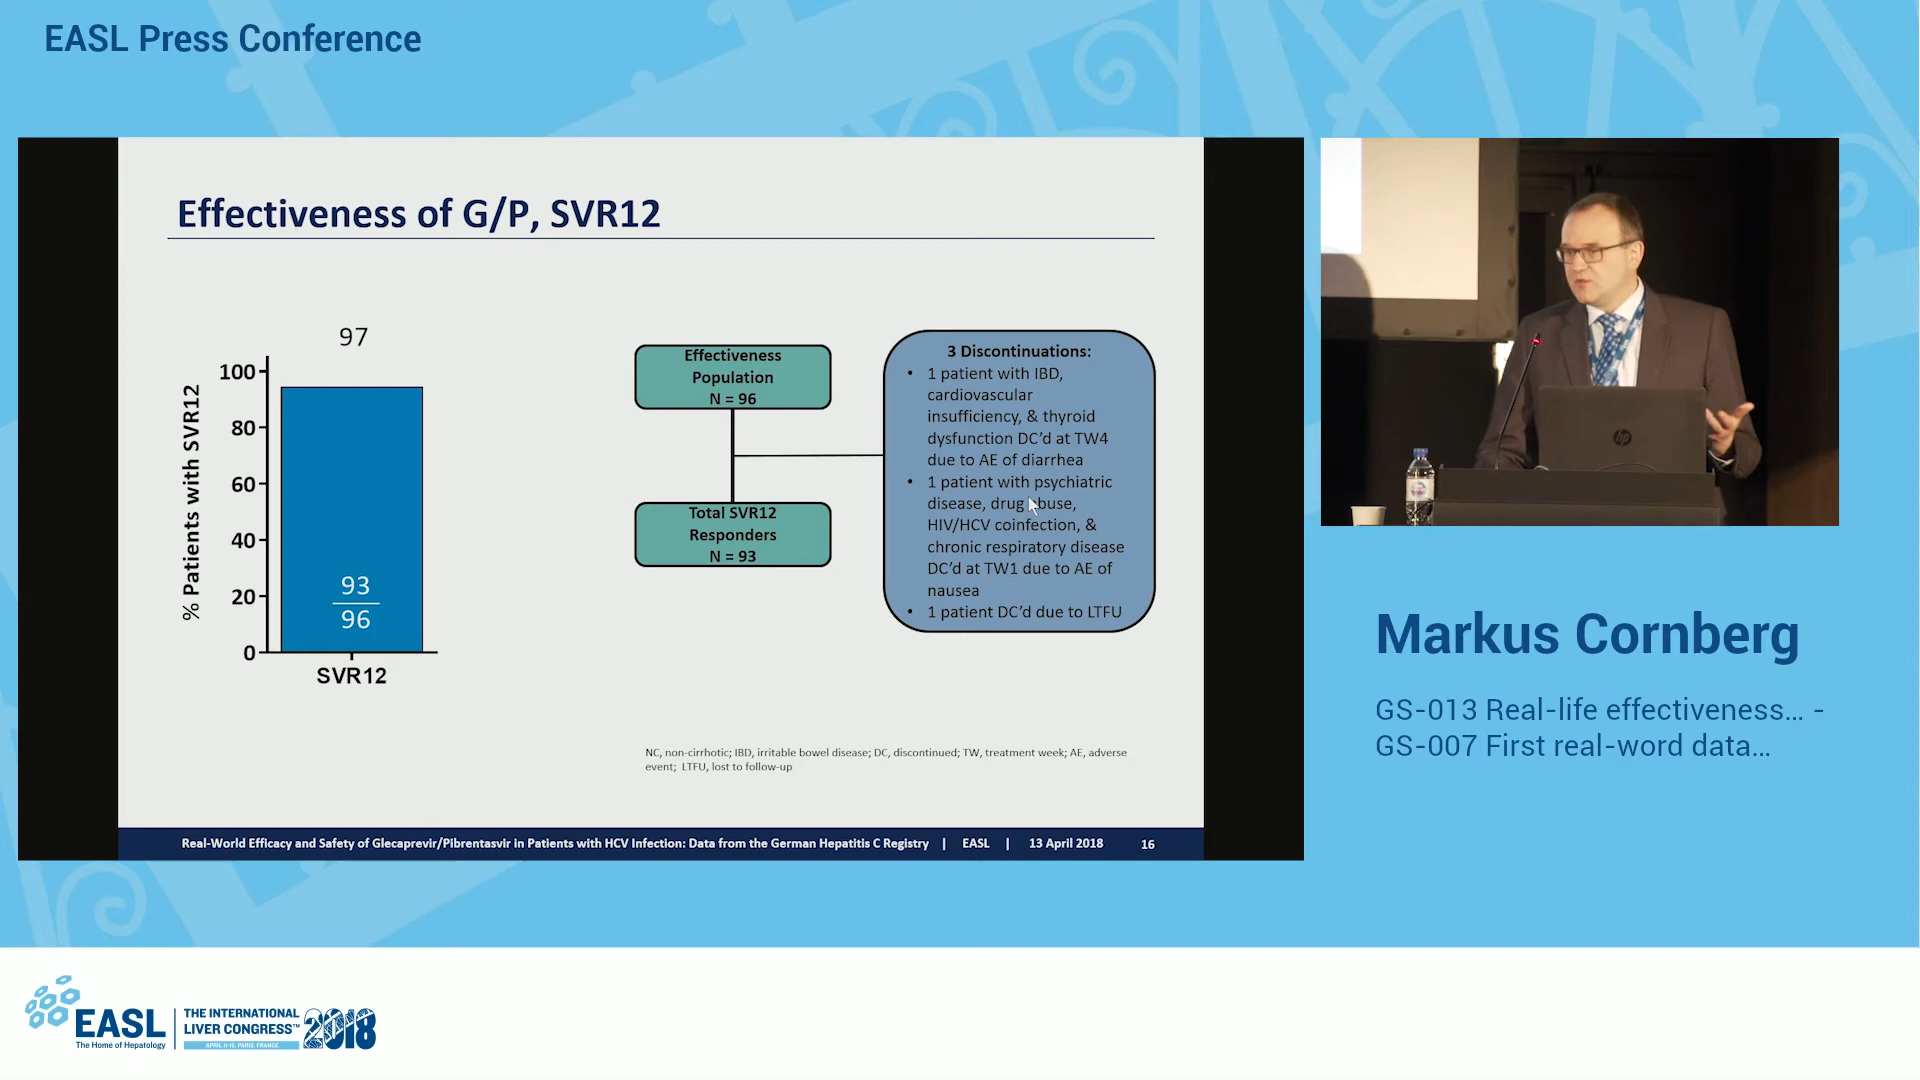 EASL Press Conference
Effectiveness of G/P, SVR12
97
100
80
60
40
20
0
% Patients with SVR12
93
96
SVR12
Effectiveness
Population
N = 96
Total SVR12
Responders
N = 93
3 Discontinuations:
• 1 patient with IBD,
cardiovascular
insufficiency, & thyroid
dysfunction DC'd at TW4
due to AE of diarrhea
• 1 patient with psychiatric
disease, drug abuse,
HIV/HCV coinfection, &
chronic respiratory disease
DC'd at TW1 due to AE of
nausea
• 1 patient DC'd due to LTFU
NC, non-cirrhotic; IBD, irritable bowel disease; DC, discontinued; TW, treatment week; AE, adverse
event; LTFU, lost to follow-up
Real-World Efficacy and Safety of Glecaprevir/Pibrentasvir in Patients with HCV Infection: Data from the German Hepatitis C Registry | EASL | 13 April 2018 16
hp
Markus Cornberg
GS-013 Real-life effectiveness... -
GS-007 First real-word data...
EASL
The Home of Hepatology
THE INTERNATIONAL
LIVER CONGRESS™
APRIL 11-15, PARIS, FRANCE
2018